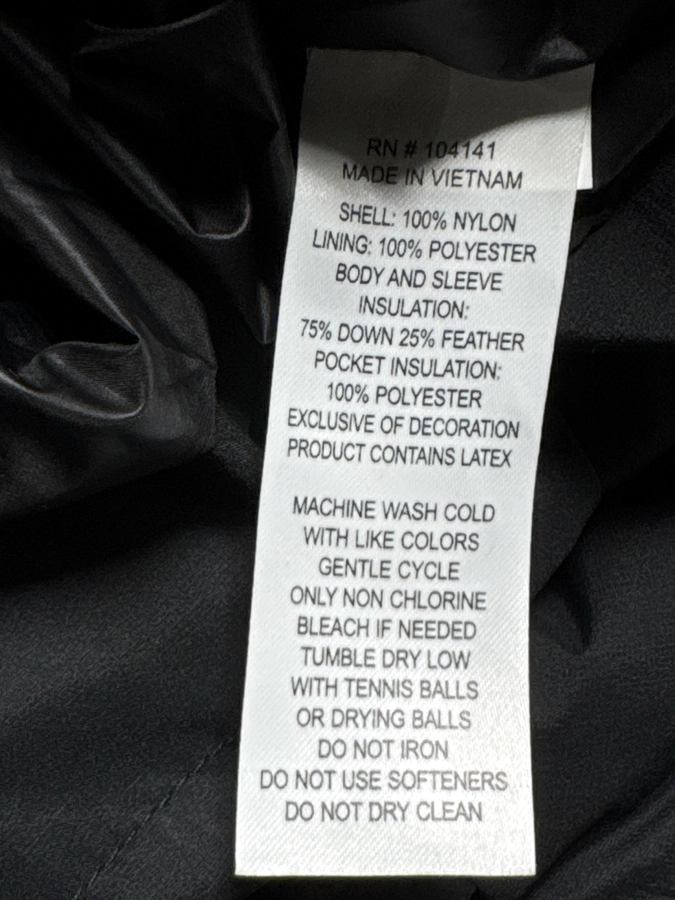 RN # 104141
MADE IN VIETNAM
SHELL: 100% NYLON
LINING: 100% POLYESTER
BODY AND SLEEVE
INSULATION:
75% DOWN 25% FEATHER
POCKET INSULATION:
100% POLYESTER
EXCLUSIVE OF DECORATION
PRODUCT CONTAINS LATEX
MACHINE WASH COLD
WITH LIKE COLORS
GENTLE CYCLE
ONLY NON CHLORINE
BLEACH IF NEEDED
TUMBLE DRY LOW
WITH TENNIS BALLS
OR DRYING BALLS
DO NOT IRON
DO NOT USE SOFTENERS
DO NOT DRY CLEAN